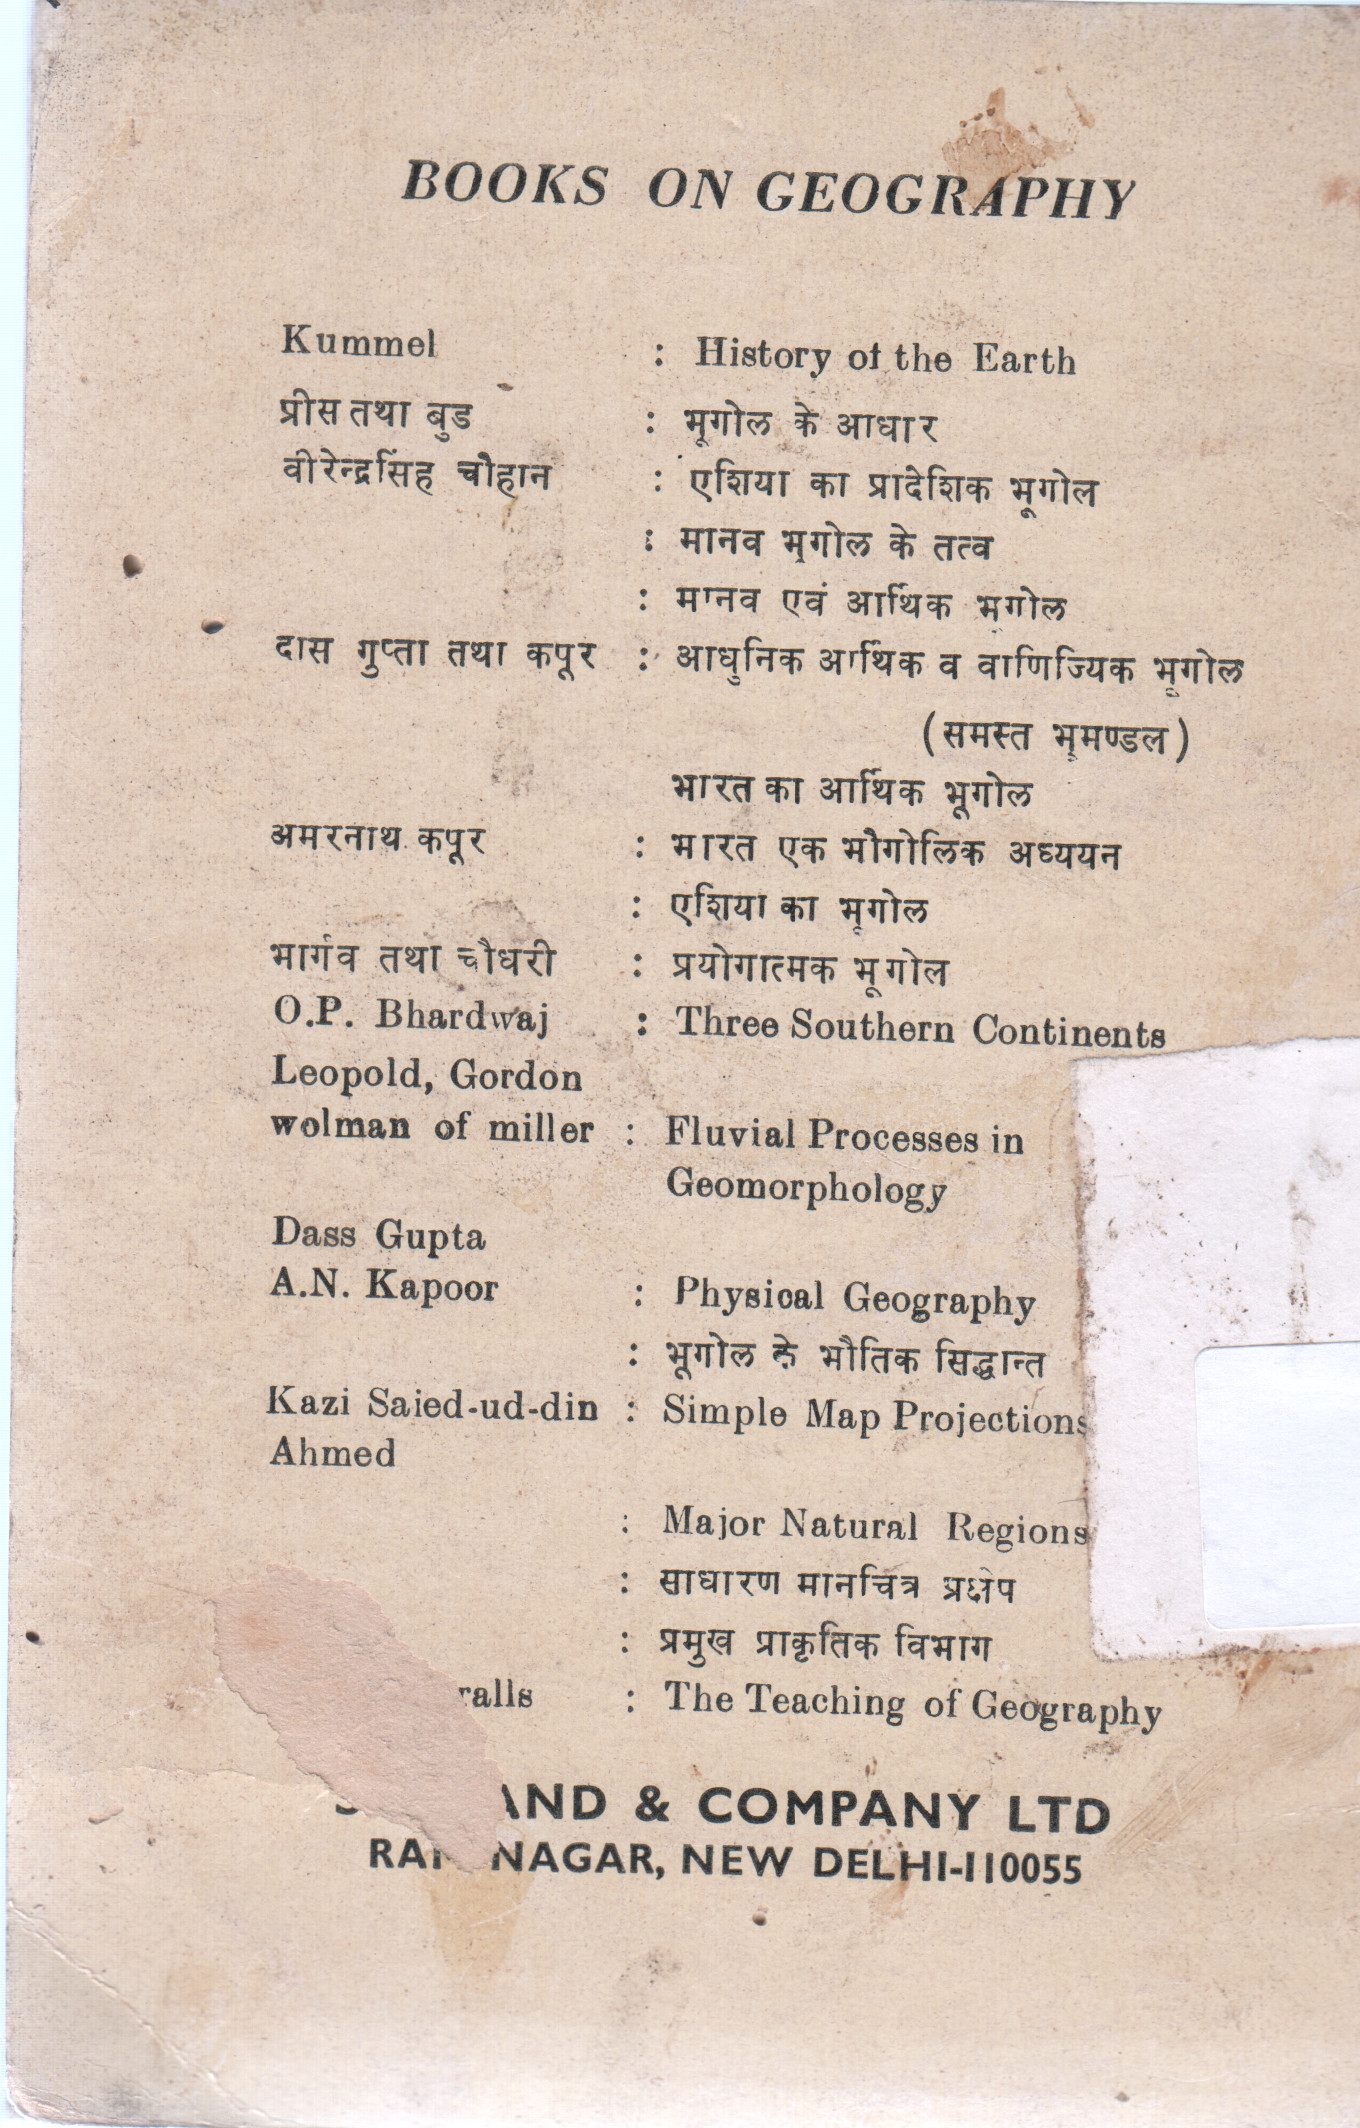 BOOKS ON GEOGRAPHY
Kummel : History of the Earth
प्रीस तथा बुड : भूगोल के आधार
वीरेन्द्रसिंह चौहान : एशिया का प्रादेशिक भूगोल
: मानव भूगोल के तत्व
: मानव एवं आर्थिक भूगोल
दास गुप्ता तथा कपूर : आधुनिक आर्थिक व वाणिज्यिक भूगोल
(समस्त भूमण्डल)
भारत का आर्थिक भूगोल
अमरनाथ कपूर : भारत एक भौगोलिक अध्ययन
: एशिया का भूगोल
भार्गव तथा चौधरी : प्रयोगात्मक भूगोल
O.P. Bhardwaj : Three Southern Continents
Leopold, Gordon
wolman of miller : Fluvial Processes in
Geomorphology
Dass Gupta
A.N. Kapoor : Physical Geography
: भूगोल के भौतिक सिद्धान्त
Kazi Saied-ud-din : Simple Map Projections
Ahmed
: Major Natural Regions
: साधारण मानचित्र प्रक्षेप
: प्रमुख प्राकृतिक विभाग
: The Teaching of Geography
& COMPANY LTD
NAGAR, NEW DELHI-110055